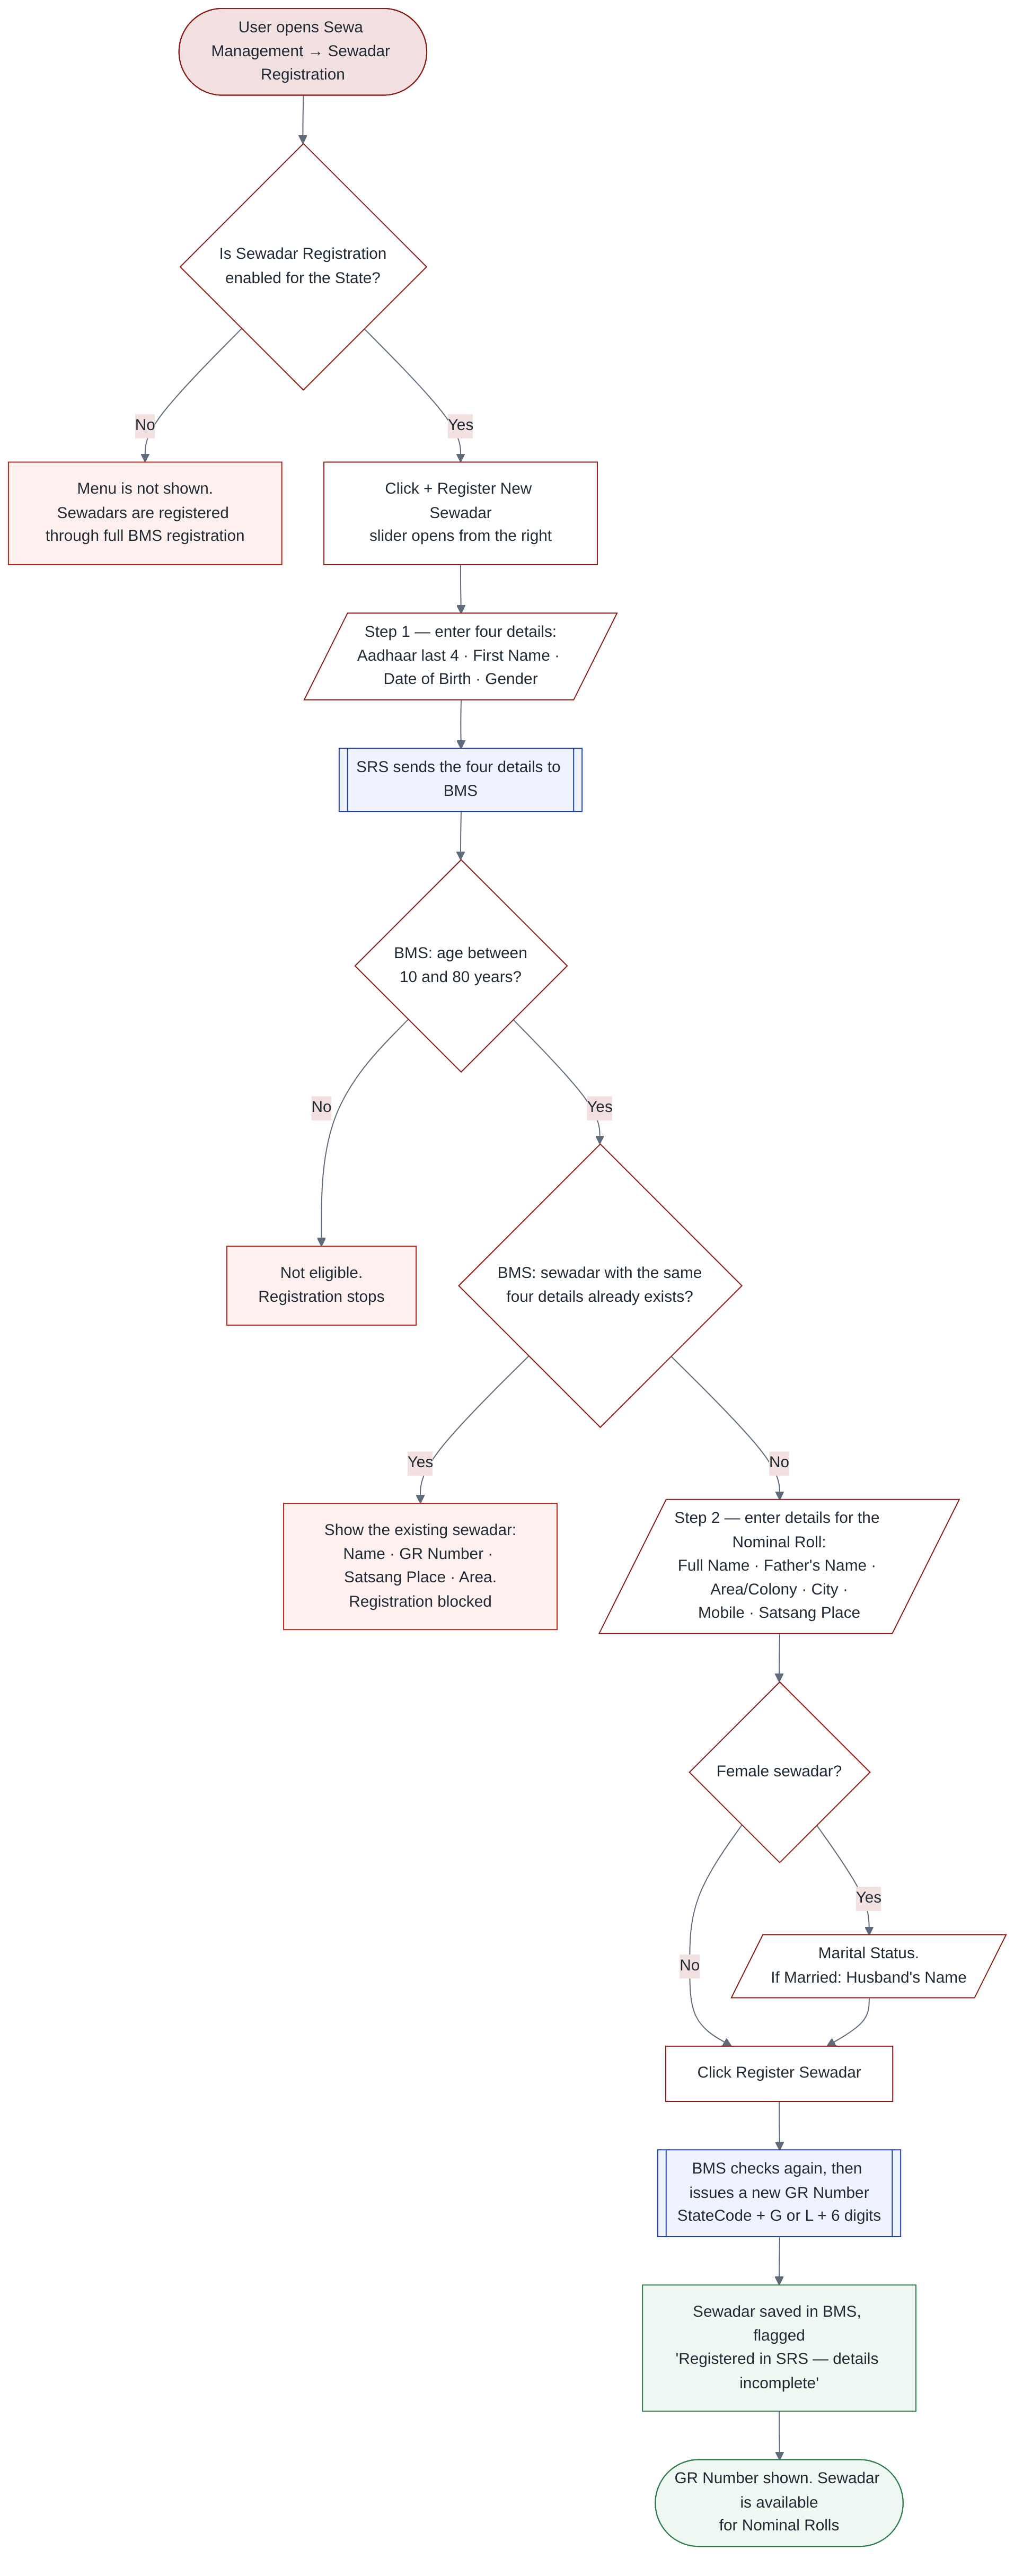 User opens Sewa
Management → Sewadar
Registration
Is Sewadar Registration
enabled for the State?
No
Yes
Menu is not shown.
Sewadars are registered
through full BMS registration
Click + Register New
Sewadar
slider opens from the right
Step 1 — enter four details:
Aadhaar last 4 · First Name ·
Date of Birth · Gender
SRS sends the four details to
BMS
BMS: age between
10 and 80 years?
No
Yes
Not eligible.
Registration stops
BMS: sewadar with the same
four details already exists?
Yes
No
Show the existing sewadar:
Name · GR Number ·
Satsang Place · Area.
Registration blocked
Step 2 — enter details for the
Nominal Roll:
Full Name · Father's Name ·
Area/Colony · City ·
Mobile · Satsang Place
Female sewadar?
Yes
No
Marital Status.
If Married: Husband's Name
Click Register Sewadar
BMS checks again, then
issues a new GR Number
StateCode + G or L + 6 digits
Sewadar saved in BMS,
flagged
'Registered in SRS — details
incomplete'
GR Number shown. Sewadar
is available
for Nominal Rolls